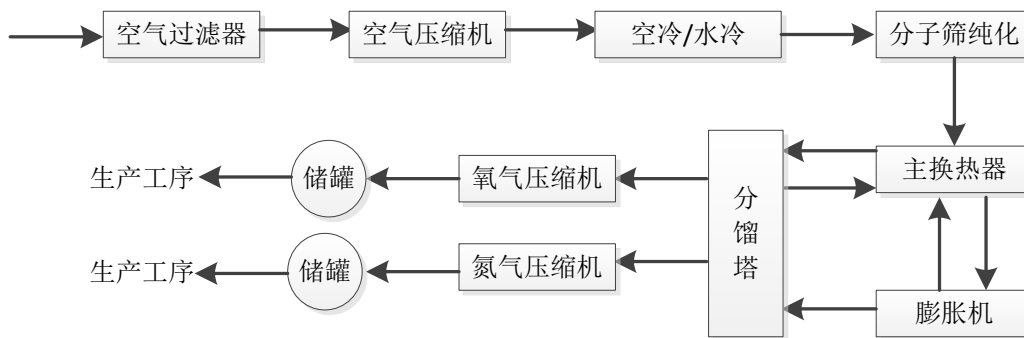 空气过滤器
空气压缩机
空冷/水冷
分子筛纯化
主换热器
膨胀机
分
馏
塔
氧气压缩机
储罐
生产工序
氮气压缩机
储罐
生产工序